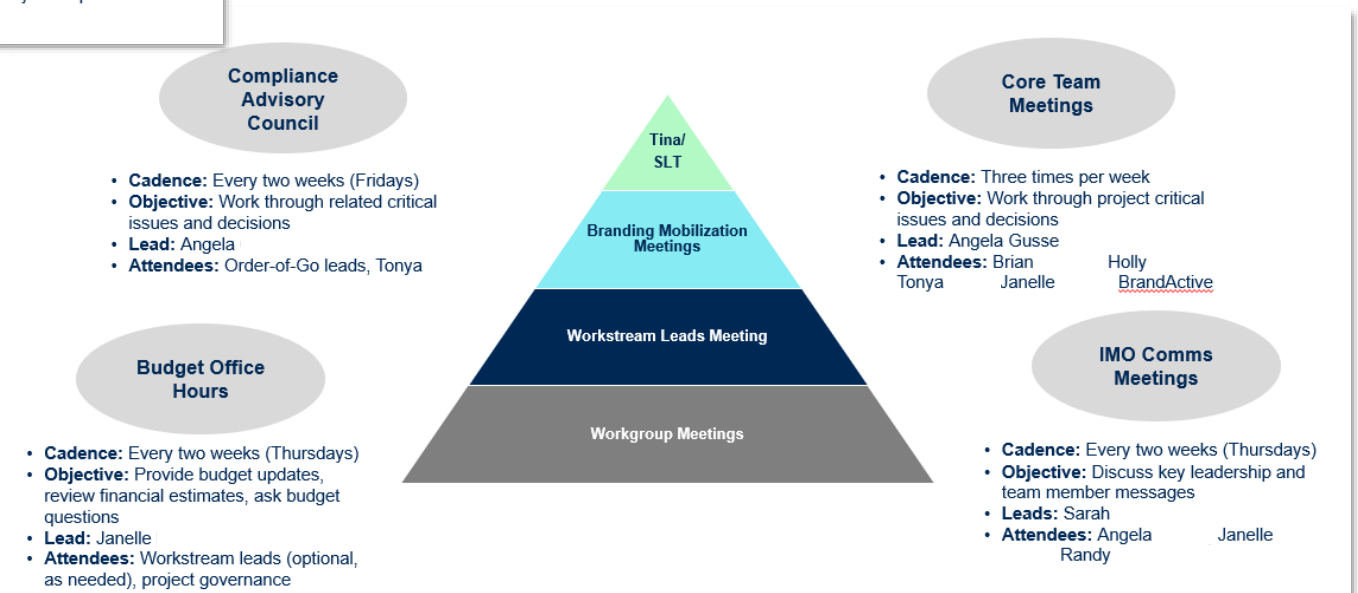 Compliance
Advisory
Council
• Cadence: Every two weeks (Fridays)
• Objective: Work through related critical
issues and decisions
• Lead: Angela
• Attendees: Order-of-Go leads, Tonya
Budget Office
Hours
• Cadence: Every two weeks (Thursdays)
• Objective: Provide budget updates,
review financial estimates, ask budget
questions
• Lead: Janelle
• Attendees: Workstream leads (optional,
as needed), project governance
Tina/
SLT
Branding Mobilization
Meetings
Workstream Leads Meeting
Workgroup Meetings
Core Team
Meetings
• Cadence: Three times per week
• Objective: Work through project critical
issues and decisions
• Lead: Angela Gusse
• Attendees: Brian Holly
Tonya Janelle BrandActive
IMO Comms
Meetings
• Cadence: Every two weeks (Thursdays)
• Objective: Discuss key leadership and
team member messages
• Leads: Sarah
• Attendees: Angela Janelle
Randy